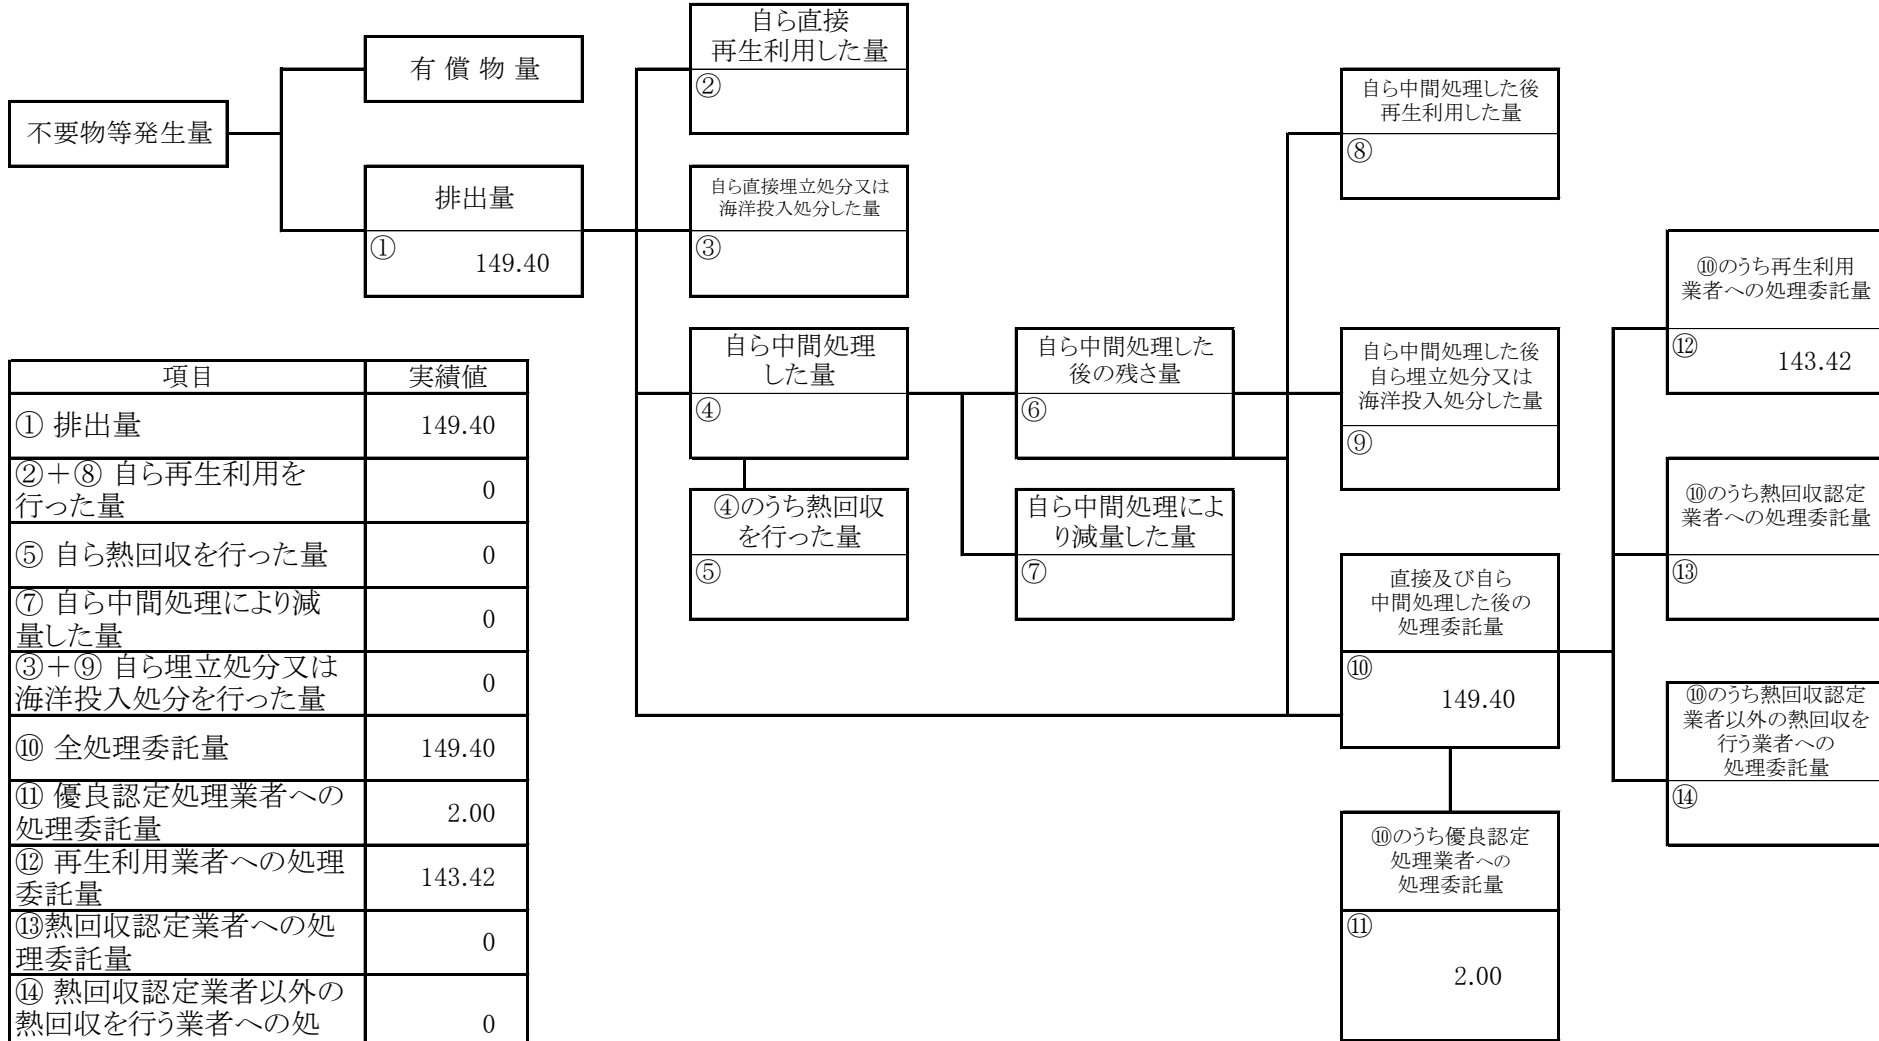 不要物等発生量
有 償 物 量
排出量
①
149.40
自ら直接
再生利用した量
②
自ら直接埋立処分又は
海洋投入処分した量
③
自ら中間処理
した量
④
④のうち熱回収
を行った量
⑤
自ら中間処理した
後の残さ量
⑥
自ら中間処理によ
り減量した量
⑦
自ら中間処理した後
再生利用した量
⑧
自ら中間処理した後
自ら埋立処分又は
海洋投入処分した量
⑨
直接及び自ら
中間処理した後の
処理委託量
⑩
149.40
⑩のうち優良認定
処理業者への
処理委託量
⑪
2.00
⑩のうち再生利用
業者への処理委託量
⑫
143.42
⑩のうち熱回収認定
業者への処理委託量
⑬
⑩のうち熱回収認定
業者以外の熱回収を
行う業者への
処理委託量
⑭
項目 実績値
① 排出量 149.40
②＋⑧ 自ら再生利用を
行った量 0
⑤ 自ら熱回収を行った量 0
⑦ 自ら中間処理により減
量した量 0
③＋⑨ 自ら埋立処分又は
海洋投入処分を行った量 0
⑩ 全処理委託量 149.40
⑪ 優良認定処理業者への
処理委託量 2.00
⑫ 再生利用業者への処理
委託量 143.42
⑬熱回収認定業者への処
理委託量 0
⑭ 熱回収認定業者以外の
熱回収を行う業者への処 0